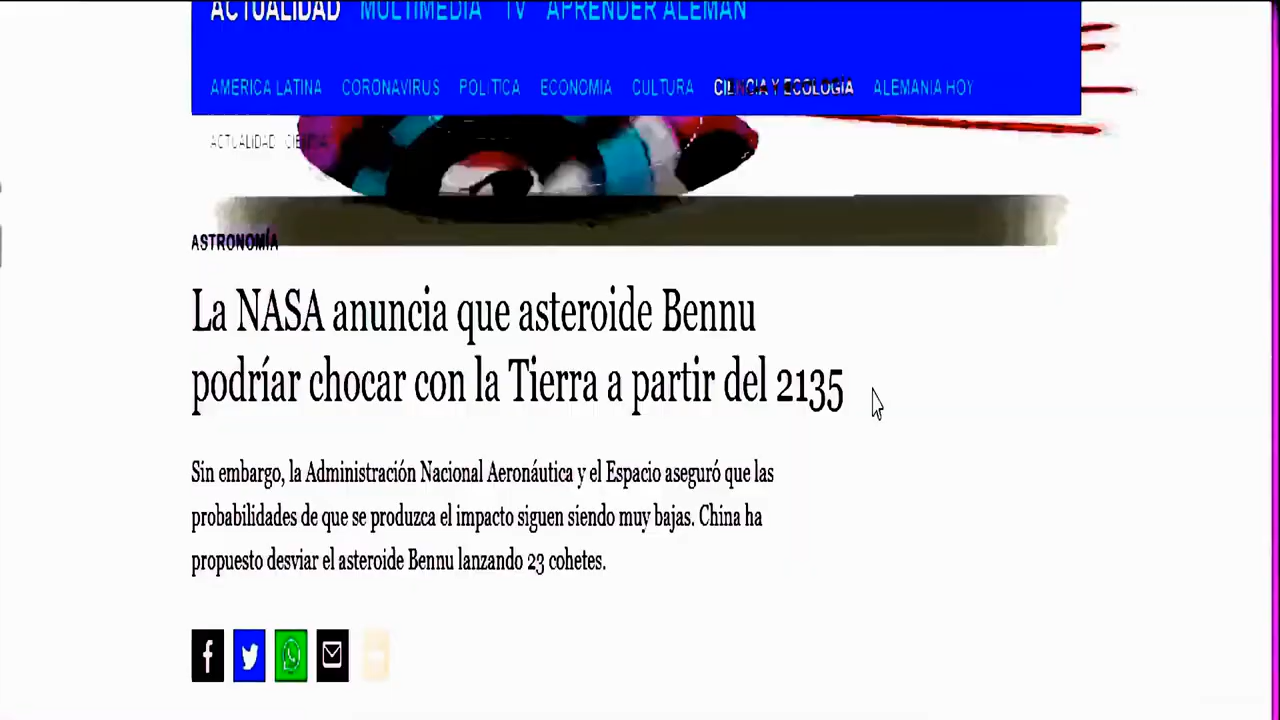 ACTUALIDAD MULTIMEDIA TV APRENDER ALEMÁN
AMÉRICA LATINA CORONAVIRUS POLÍTICA ECONOMÍA CULTURA CIENCIA Y ECOLOGÍA ALEMANIA HOY
ACTUALIDAD CIENCIA
ASTRONOMÍA
La NASA anuncia que asteroide Bennu
podríar chocar con la Tierra a partir del 2135
Sin embargo, la Administración Nacional Aeronáutica y el Espacio aseguró que las
probabilidades de que se produzca el impacto siguen siendo muy bajas. China ha
propuesto desviar el asteroide Bennu lanzando 23 cohetes.